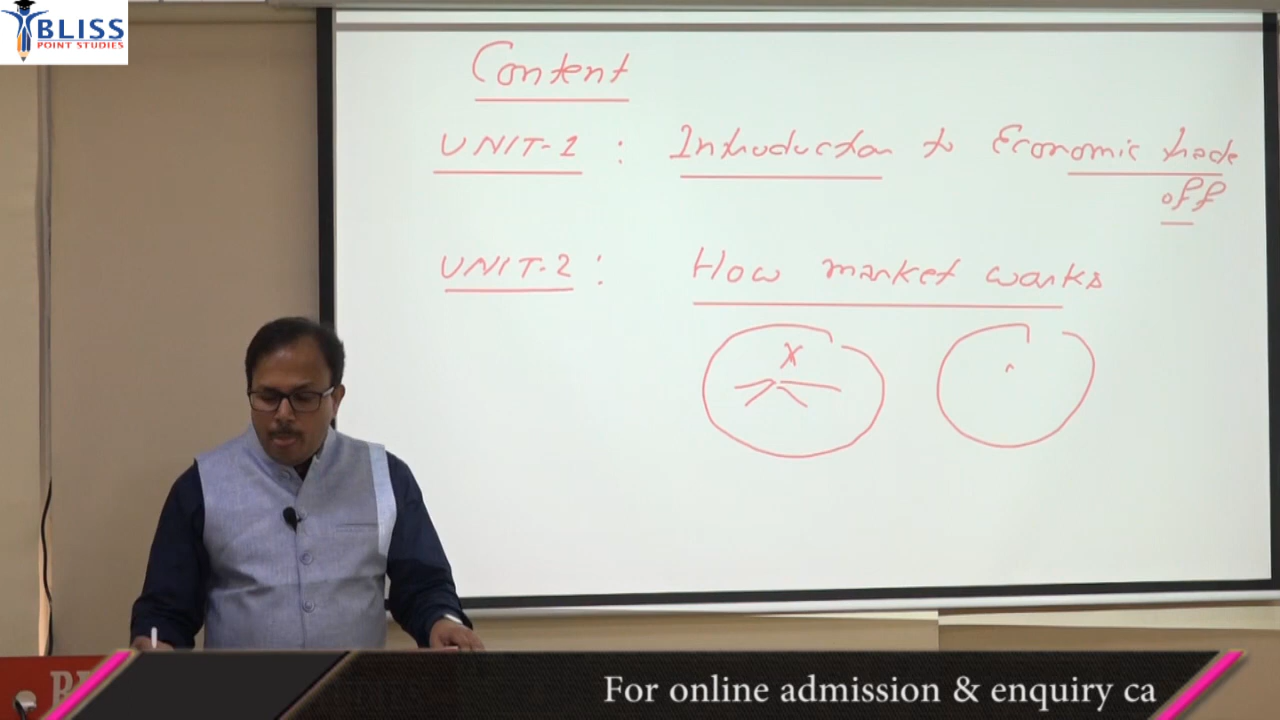 BLISS
POINT STUDIES
Content
UNIT-1 : Introduction to Economic trade
off
UNIT-2 : How market works
X
For online admission & enquiry ca